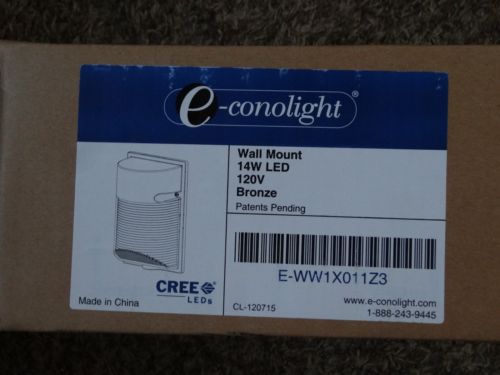 e-conolight®
Wall Mount
14W LED
120V
Bronze
Patents Pending
E-WW1X011Z3
CREE
LEDs
Made in China
CL-120715
www.e-conolight.com
1-888-243-9445